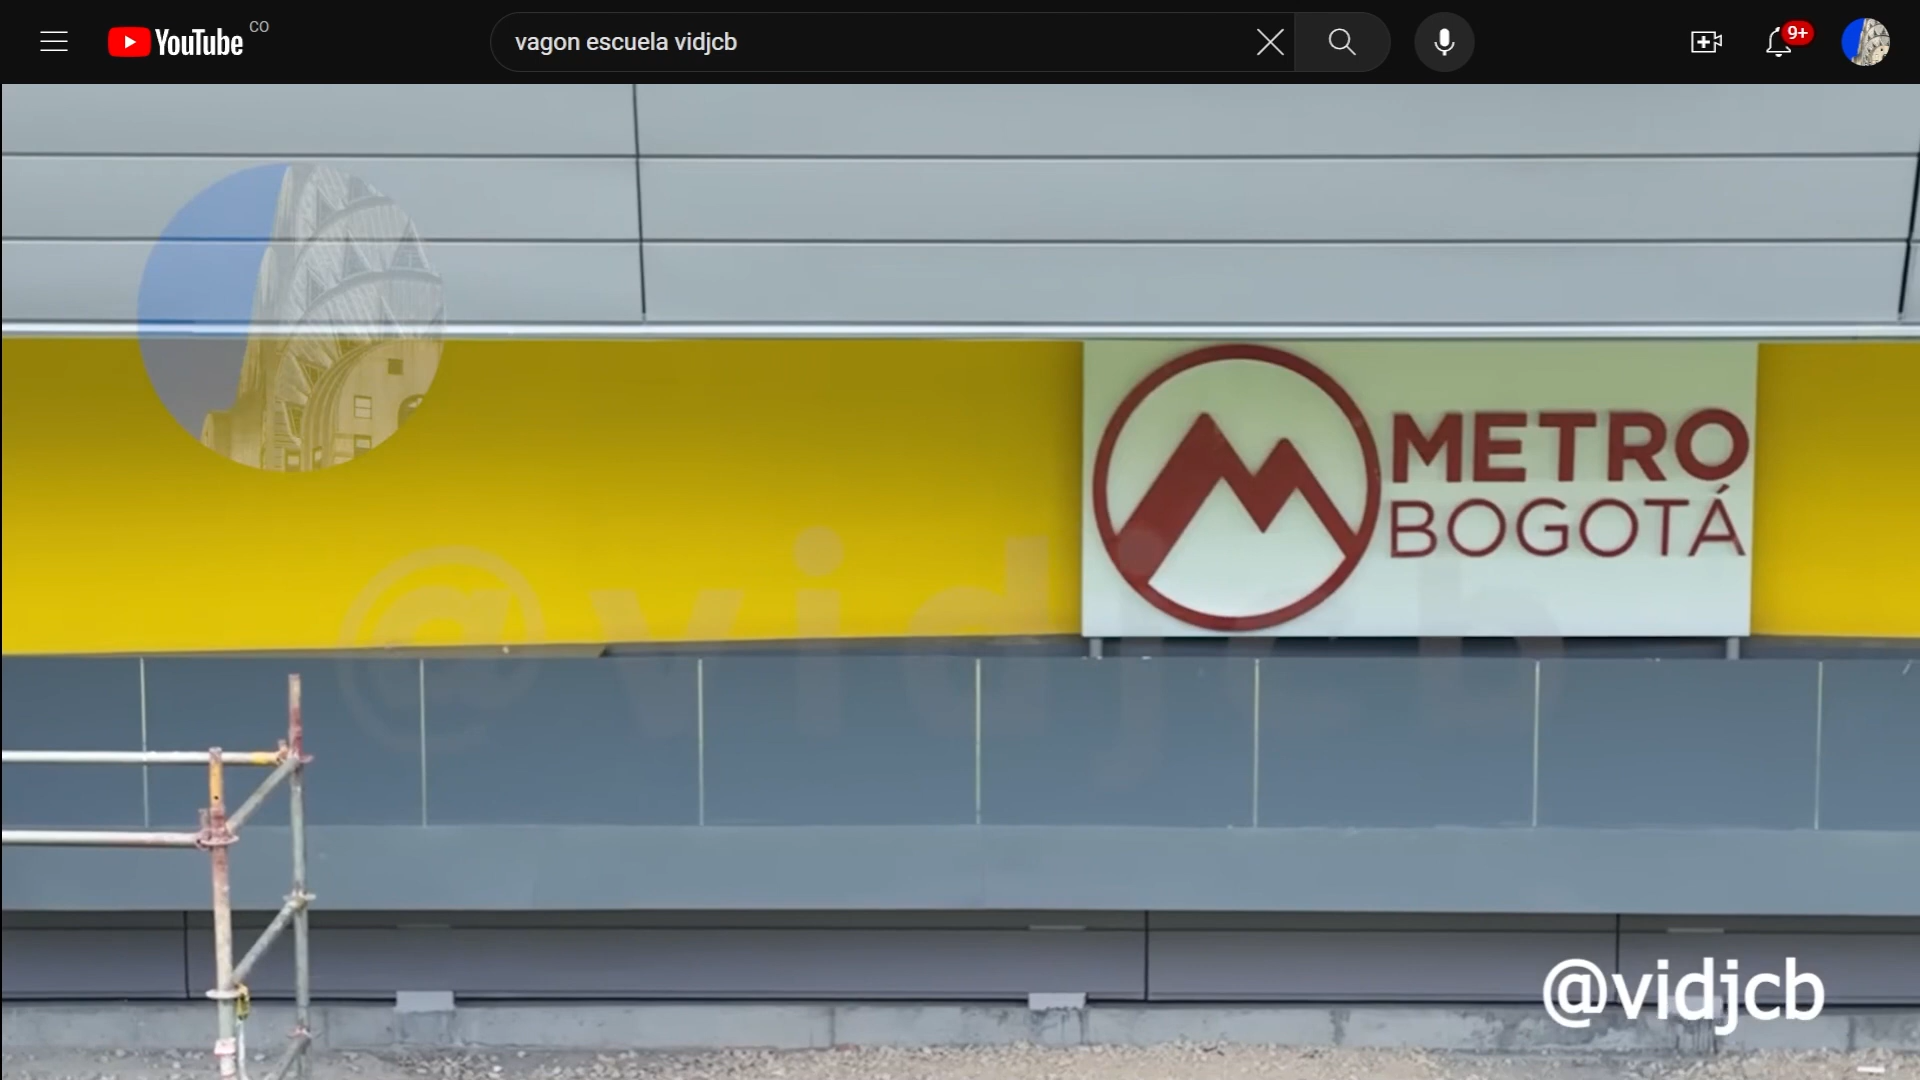 YouTube CO
vagon escuela vidjcb
9+
METRO
BOGOTÁ
@vidjcb
@vidjcb